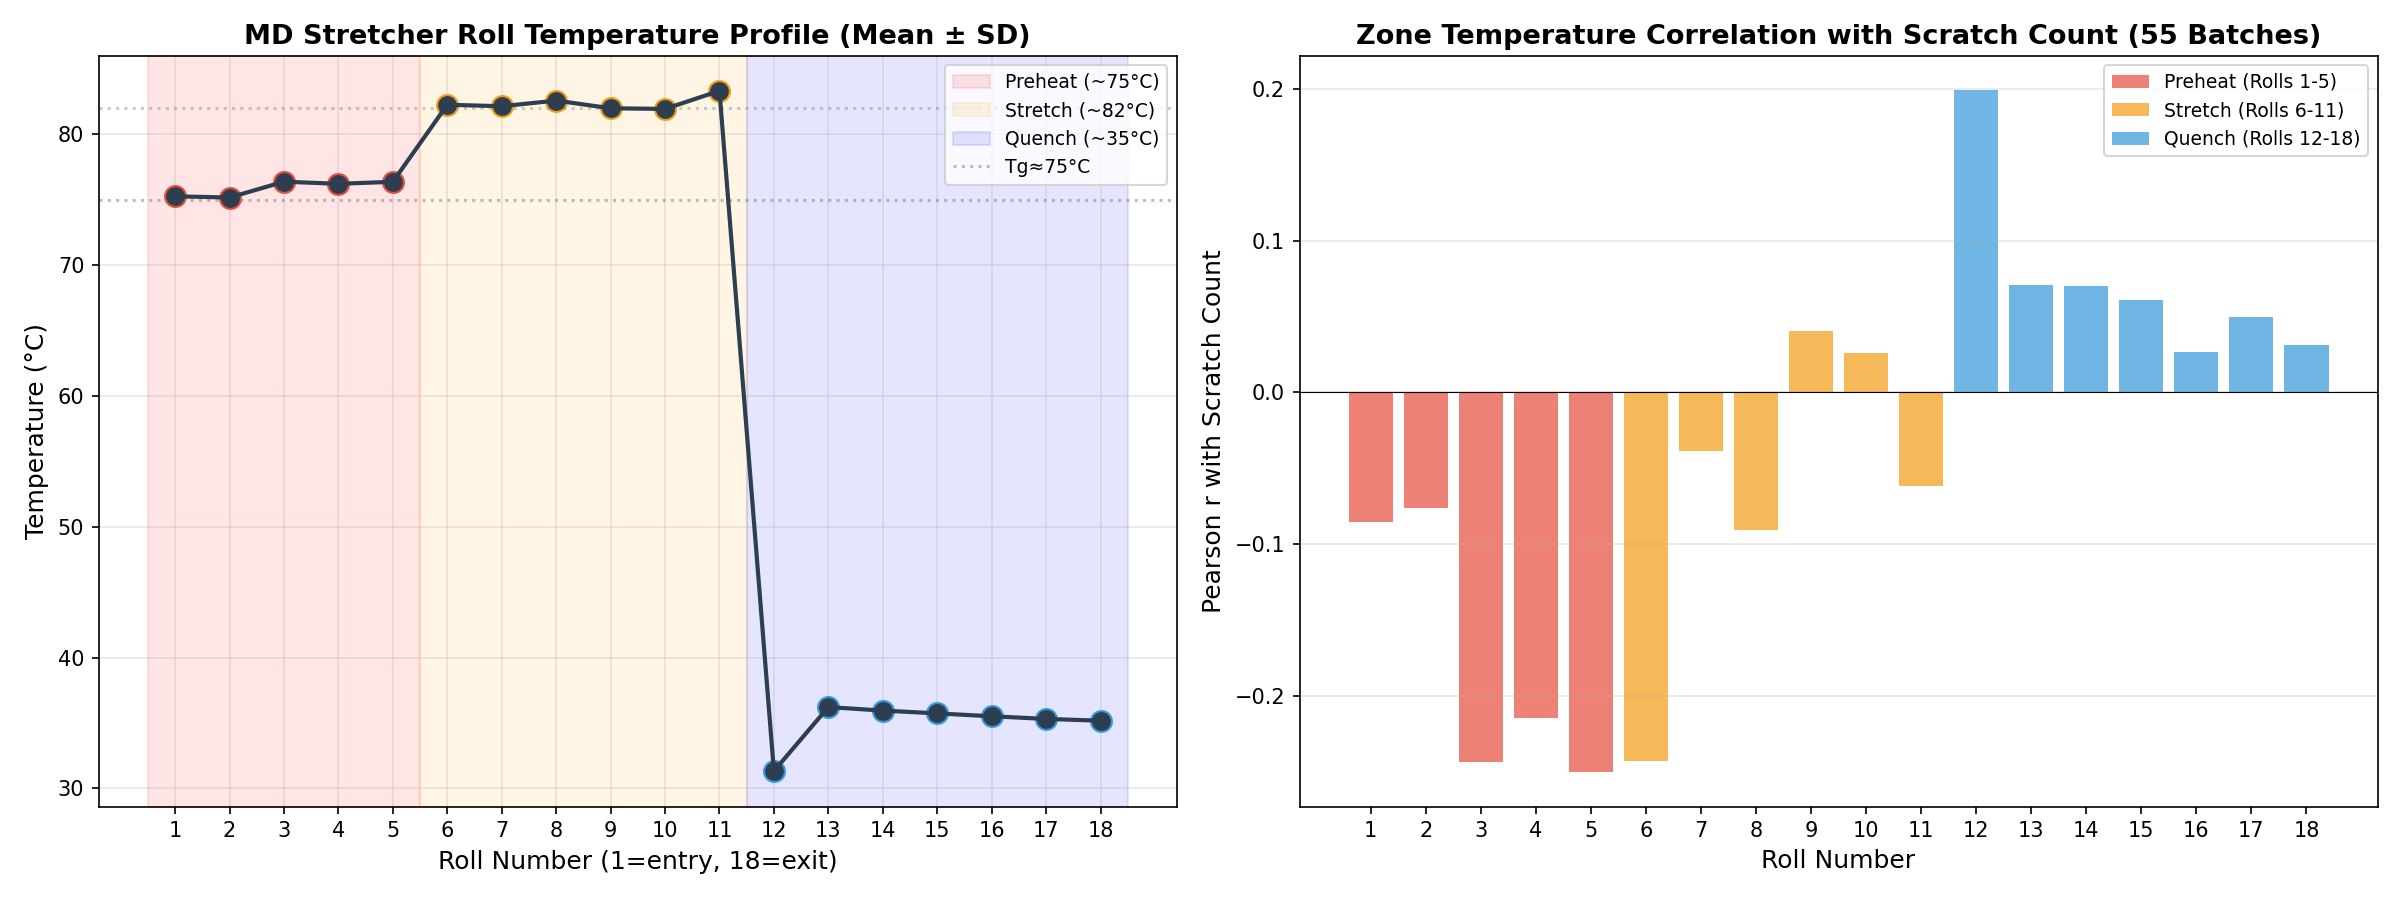 MD Stretcher Roll Temperature Profile (Mean ± SD)
Preheat (~75°C)
Stretch (~82°C)
Quench (~35°C)
Tg≈75°C
Temperature (°C)
80
70
60
50
40
30
1 2 3 4 5 6 7 8 9 10 11 12 13 14 15 16 17 18
Roll Number (1=entry, 18=exit)
Zone Temperature Correlation with Scratch Count (55 Batches)
Preheat (Rolls 1-5)
Stretch (Rolls 6-11)
Quench (Rolls 12-18)
Pearson r with Scratch Count
0.2
0.1
0.0
−0.1
−0.2
1 2 3 4 5 6 7 8 9 10 11 12 13 14 15 16 17 18
Roll Number